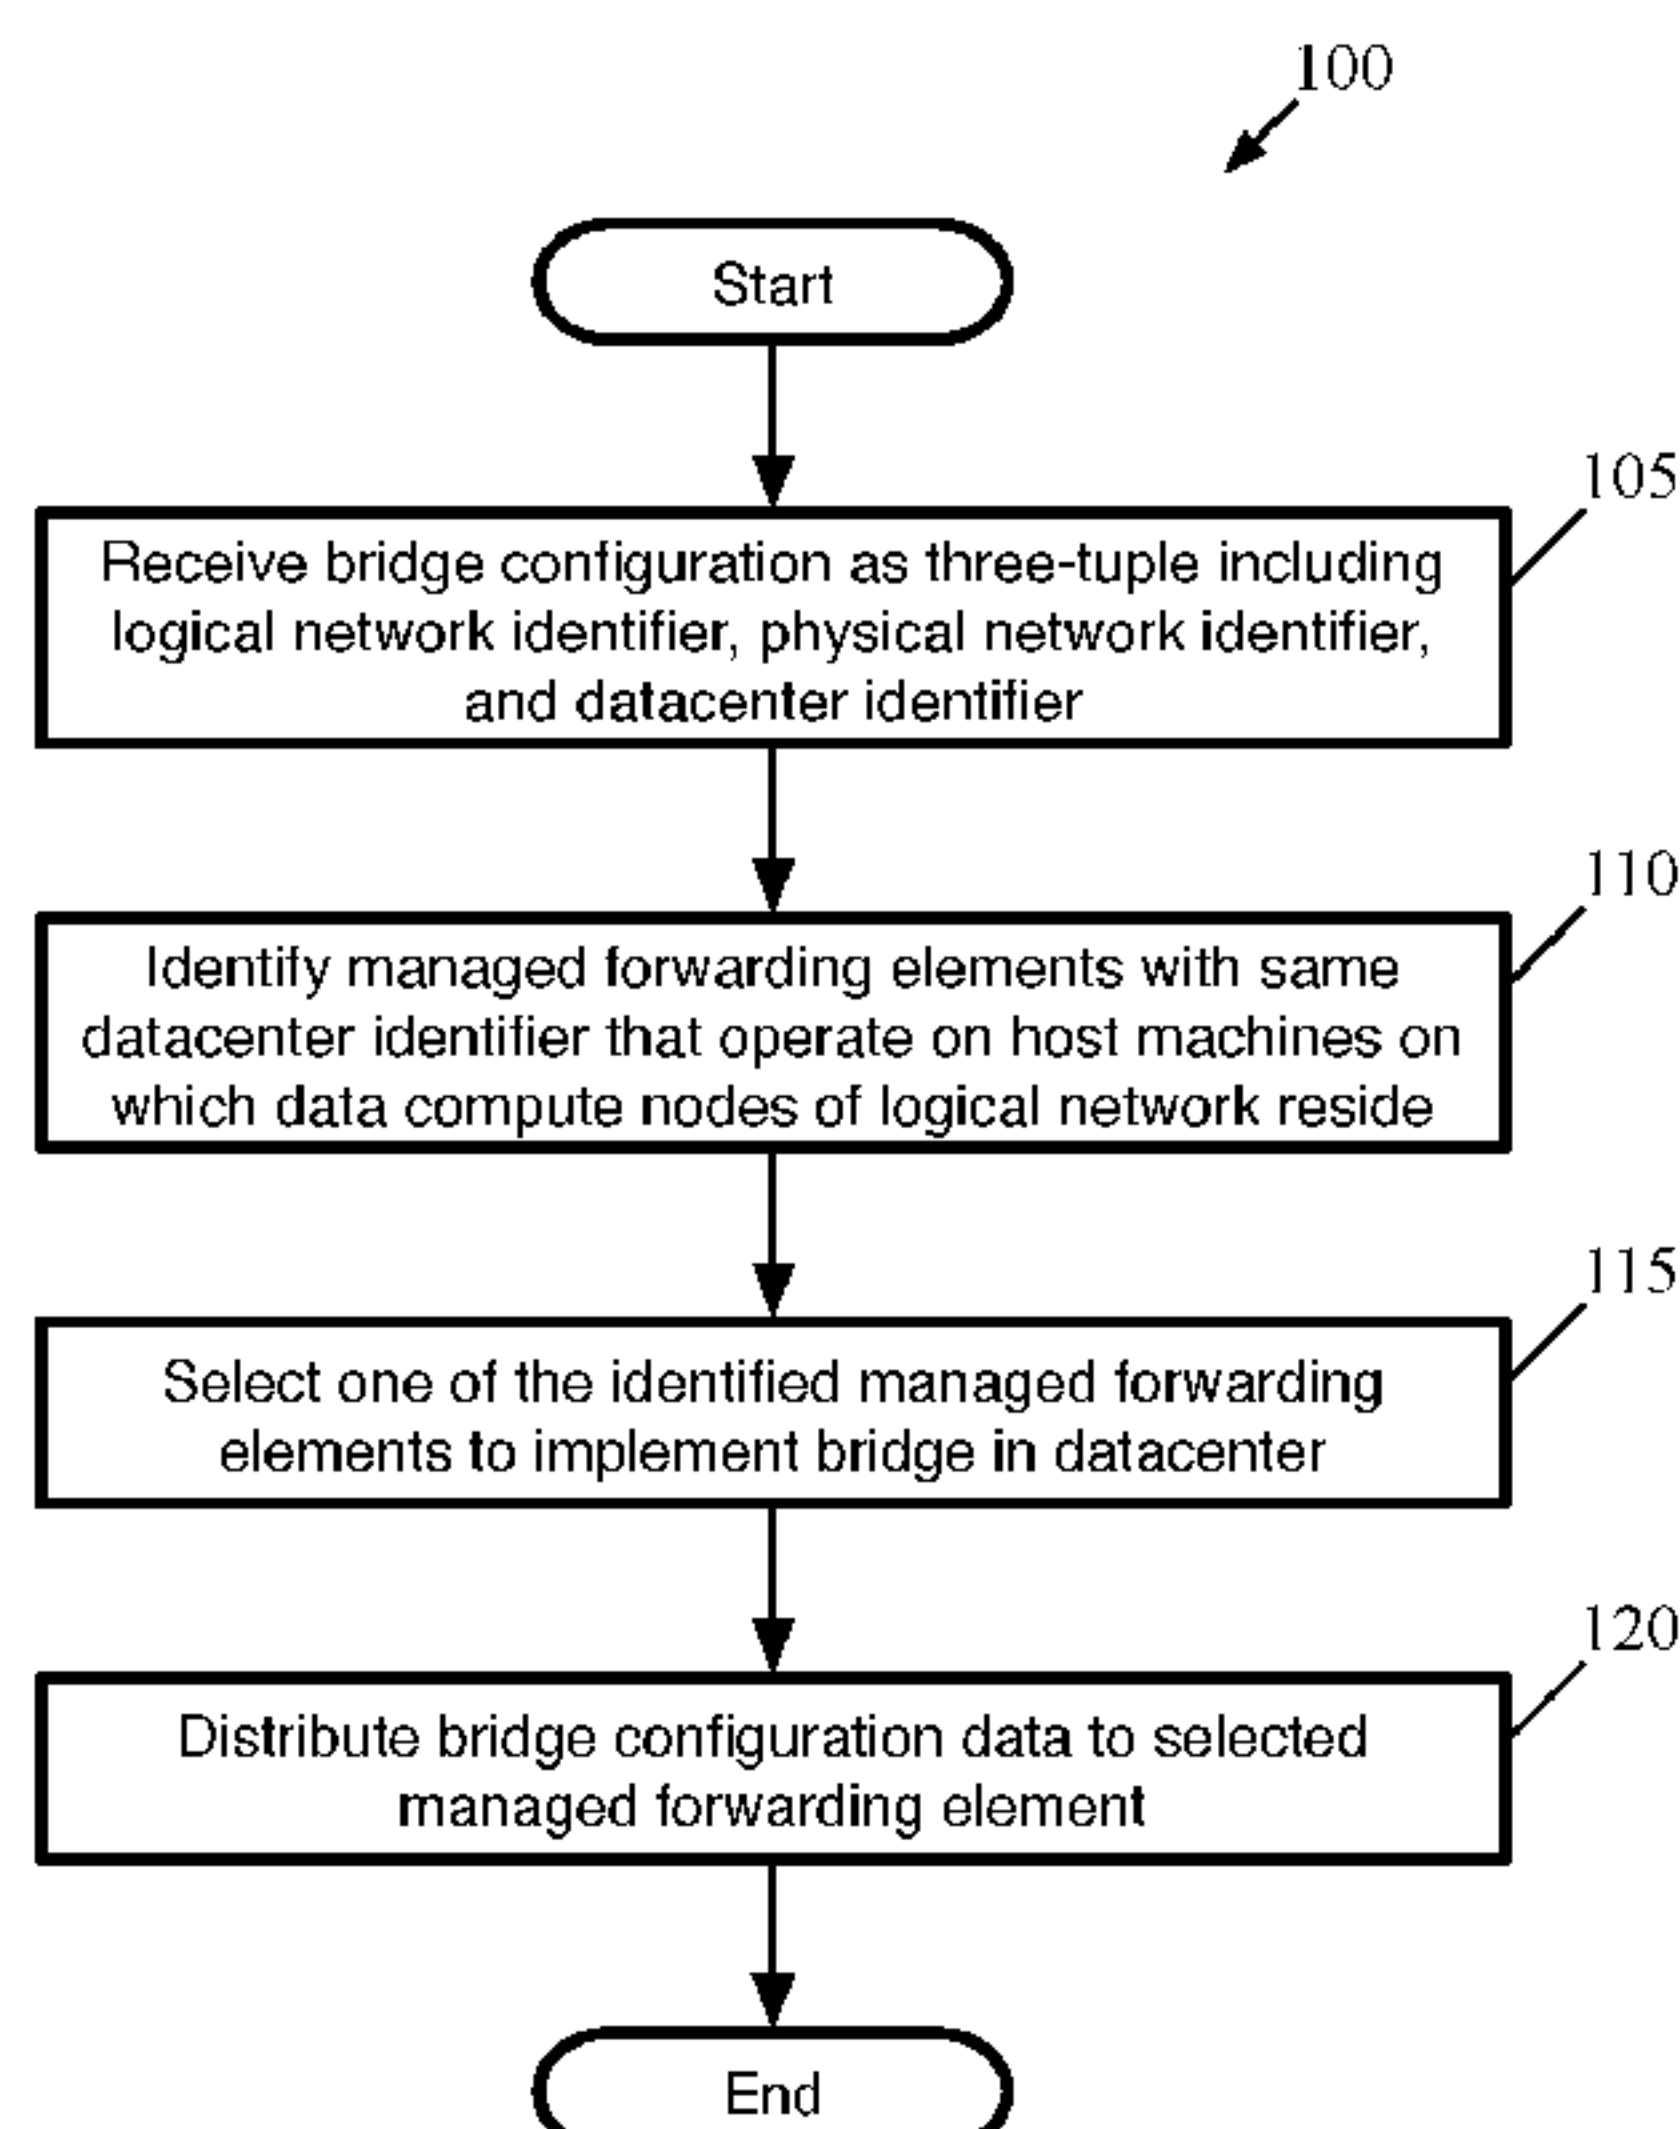 100
Start
105
Receive bridge configuration as three-tuple including
logical network identifier, physical network identifier,
and datacenter identifier
110
Identify managed forwarding elements with same
datacenter identifier that operate on host machines on
which data compute nodes of logical network reside
115
Select one of the identified managed forwarding
elements to implement bridge in datacenter
120
Distribute bridge configuration data to selected
managed forwarding element
End